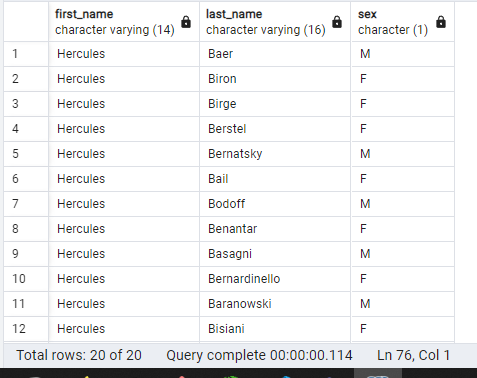 first_name last_name sex
character varying (14) character varying (16) character (1)
1 Hercules Baer M
2 Hercules Biron F
3 Hercules Birge F
4 Hercules Berstel F
5 Hercules Bernatsky M
6 Hercules Bail F
7 Hercules Bodoff M
8 Hercules Benantar F
9 Hercules Basagni M
10 Hercules Bernardinello F
11 Hercules Baranowski M
12 Hercules Bisiani F
Total rows: 20 of 20 Query complete 00:00:00.114 Ln 76, Col 1